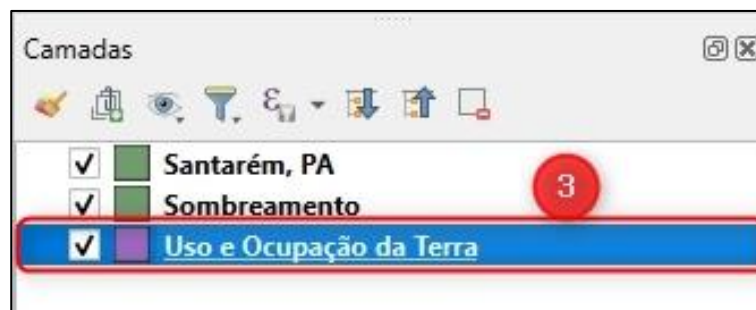 Camadas
Santarém, PA
3
Sombreamento
Uso e Ocupação da Terra